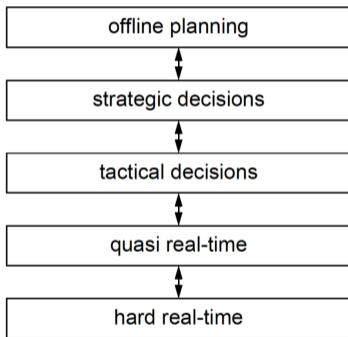 offline planning
strategic decisions
tactical decisions
quasi real-time
hard real-time